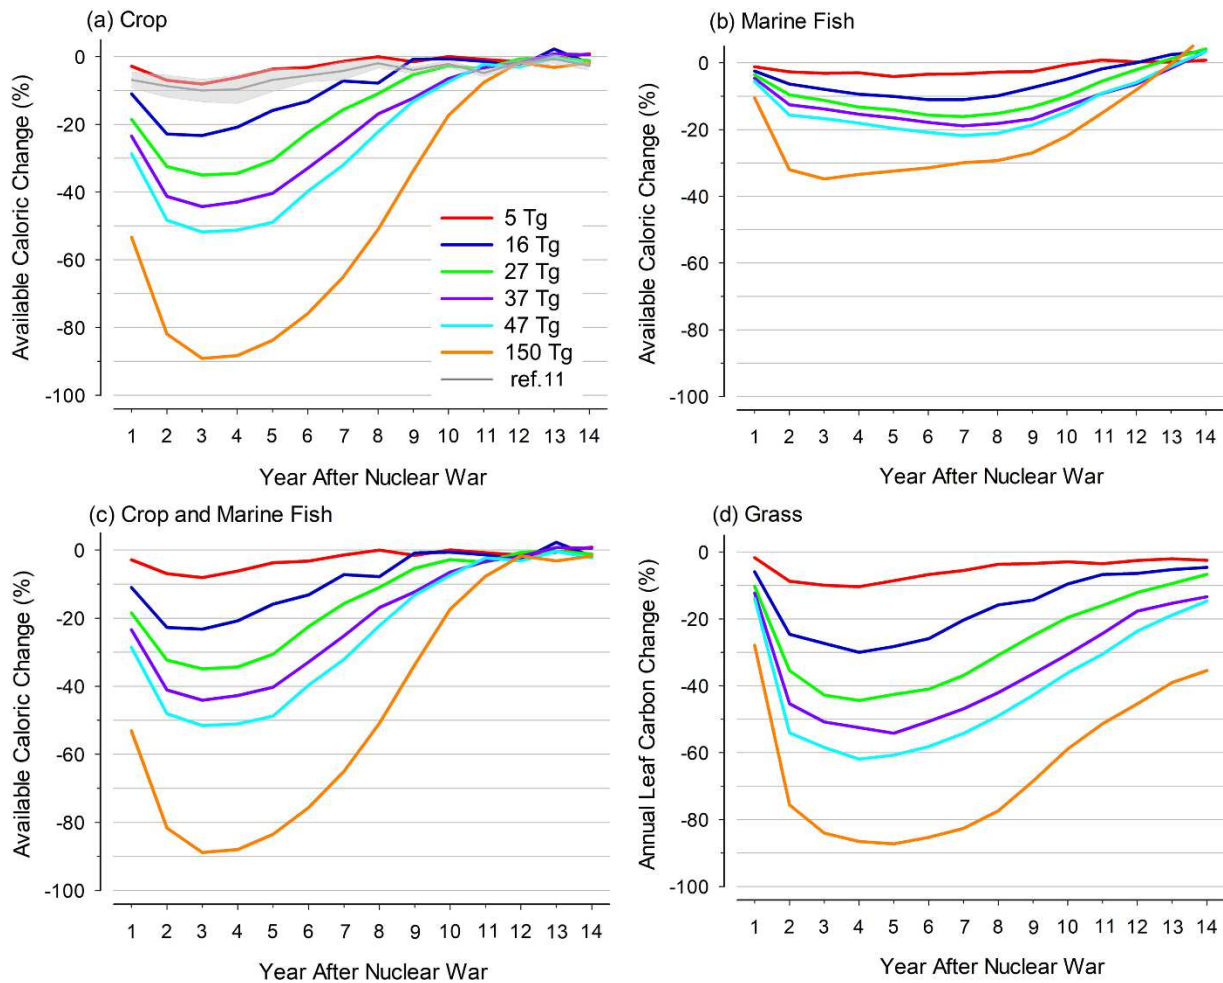 (a) Crop
Available Caloric Change (%)
0
-20
-40
-60
-80
-100
5 Tg
16 Tg
27 Tg
37 Tg
47 Tg
150 Tg
ref.11
1 2 3 4 5 6 7 8 9 10 11 12 13 14
Year After Nuclear War
(b) Marine Fish
Available Caloric Change (%)
0
-20
-40
-60
-80
-100
1 2 3 4 5 6 7 8 9 10 11 12 13 14
Year After Nuclear War
(c) Crop and Marine Fish
Available Caloric Change (%)
0
-20
-40
-60
-80
-100
1 2 3 4 5 6 7 8 9 10 11 12 13 14
Year After Nuclear War
(d) Grass
Annual Leaf Carbon Change (%)
0
-20
-40
-60
-80
-100
1 2 3 4 5 6 7 8 9 10 11 12 13 14
Year After Nuclear War